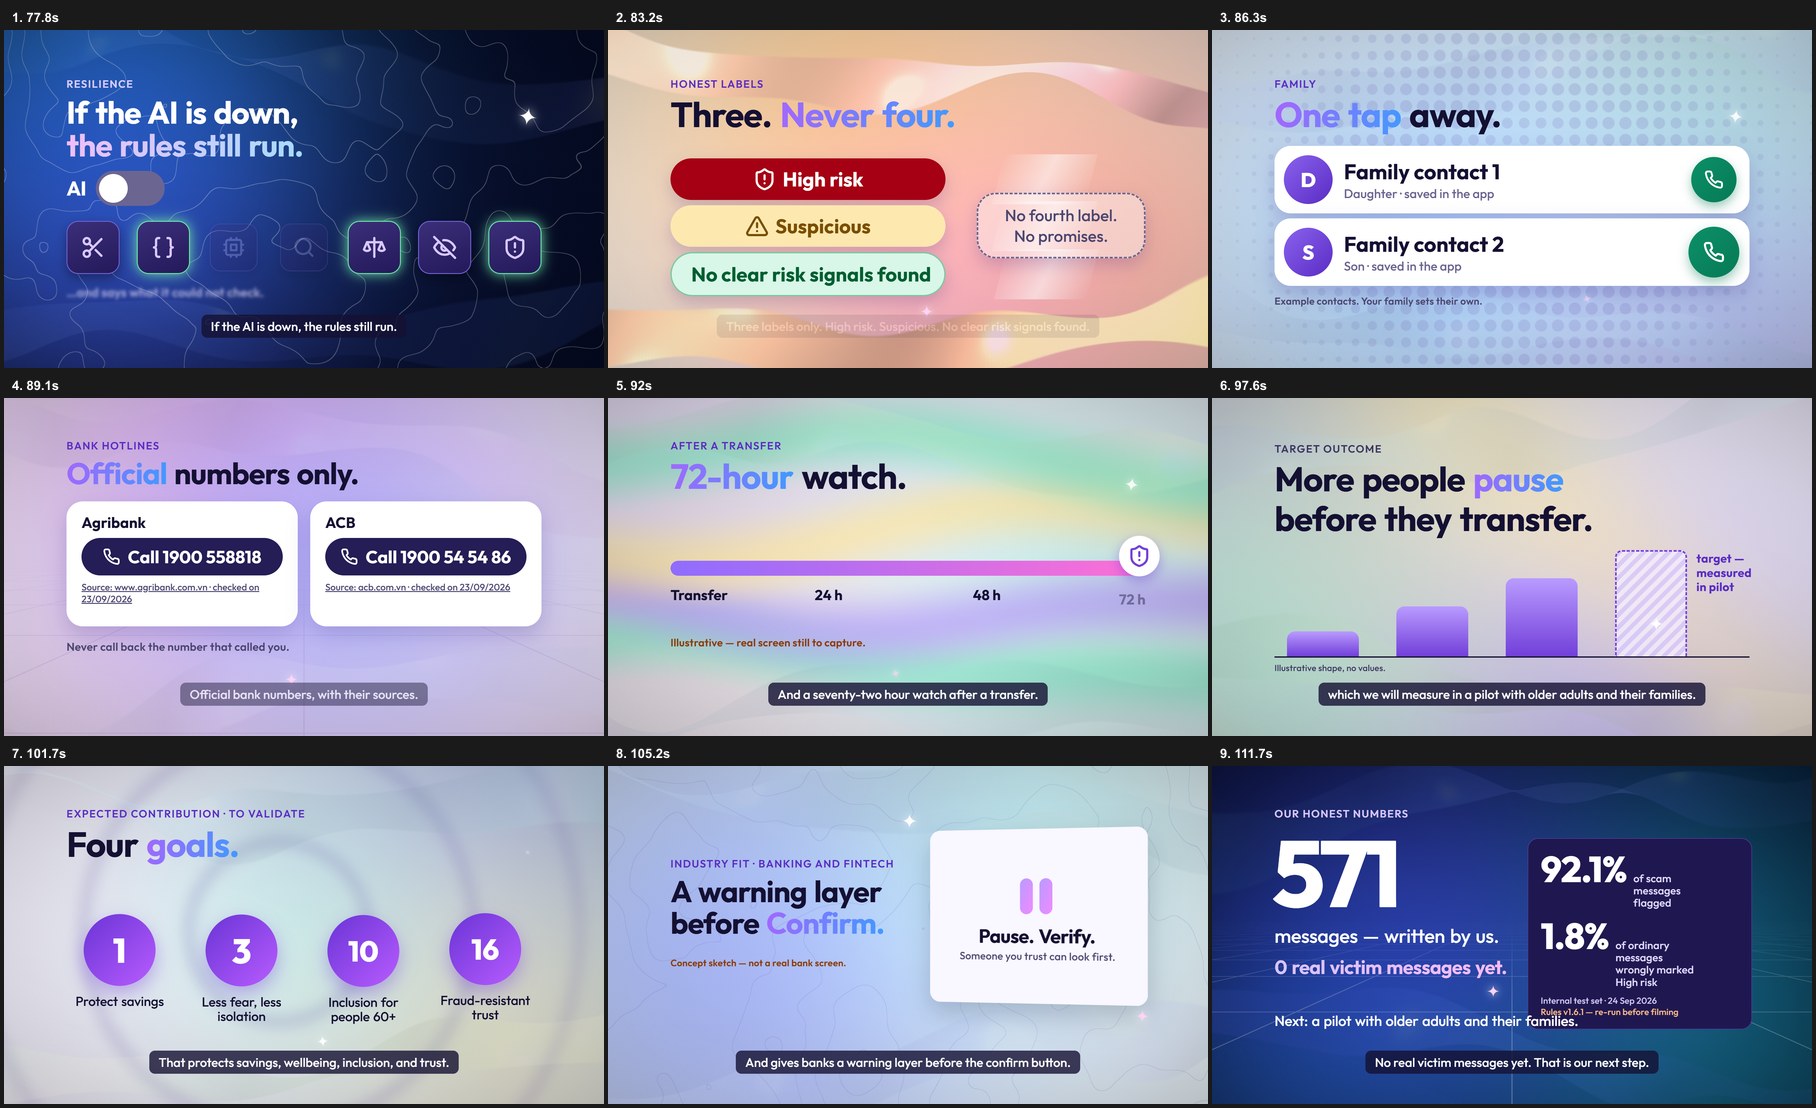 1. 77.8s
RESILIENCE
If the AI is down,
the rules still run.
AI
...and says what it could not check.
If the AI is down, the rules still run.
2. 83.2s
HONEST LABELS
Three. Never four.
High risk
Suspicious
No clear risk signals found
No fourth label.
No promises.
Three labels only. High risk. Suspicious. No clear risk signals found.
3. 86.3s
FAMILY
One tap away.
D
Family contact 1
Daughter · saved in the app
S
Family contact 2
Son · saved in the app
Example contacts. Your family sets their own.
4. 89.1s
BANK HOTLINES
Official numbers only.
Agribank
Call 1900 558818
Source: www.agribank.com.vn · checked on
23/09/2026
ACB
Call 1900 54 54 86
Source: acb.com.vn · checked on 23/09/2026
Never call back the number that called you.
Official bank numbers, with their sources.
5. 92s
AFTER A TRANSFER
72-hour watch.
Transfer
24 h
48 h
72 h
Illustrative — real screen still to capture.
And a seventy-two hour watch after a transfer.
6. 97.6s
TARGET OUTCOME
More people pause
before they transfer.
target —
measured
in pilot
Illustrative shape, no values.
which we will measure in a pilot with older adults and their families.
7. 101.7s
EXPECTED CONTRIBUTION · TO VALIDATE
Four goals.
1
Protect savings
3
Less fear, less
isolation
10
Inclusion for
people 60+
16
Fraud-resistant
trust
That protects savings, wellbeing, inclusion, and trust.
8. 105.2s
INDUSTRY FIT · BANKING AND FINTECH
A warning layer
before Confirm.
Concept sketch — not a real bank screen.
Pause. Verify.
Someone you trust can look first.
And gives banks a warning layer before the confirm button.
9. 111.7s
OUR HONEST NUMBERS
571
messages — written by us.
0 real victim messages yet.
Next: a pilot with older adults and their families.
92.1% of scam
messages
flagged
1.8% of ordinary
messages
wrongly marked
High risk
Internal test set · 24 Sep 2026
Rules v1.6.1 — re-run before filming
No real victim messages yet. That is our next step.